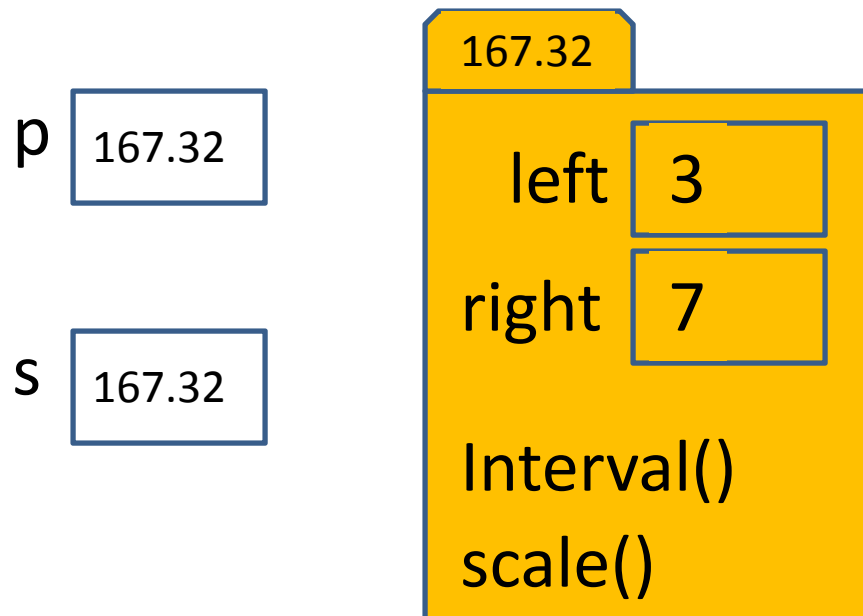 p 167.32
s 167.32
167.32
left 3
right 7
Interval()
scale()